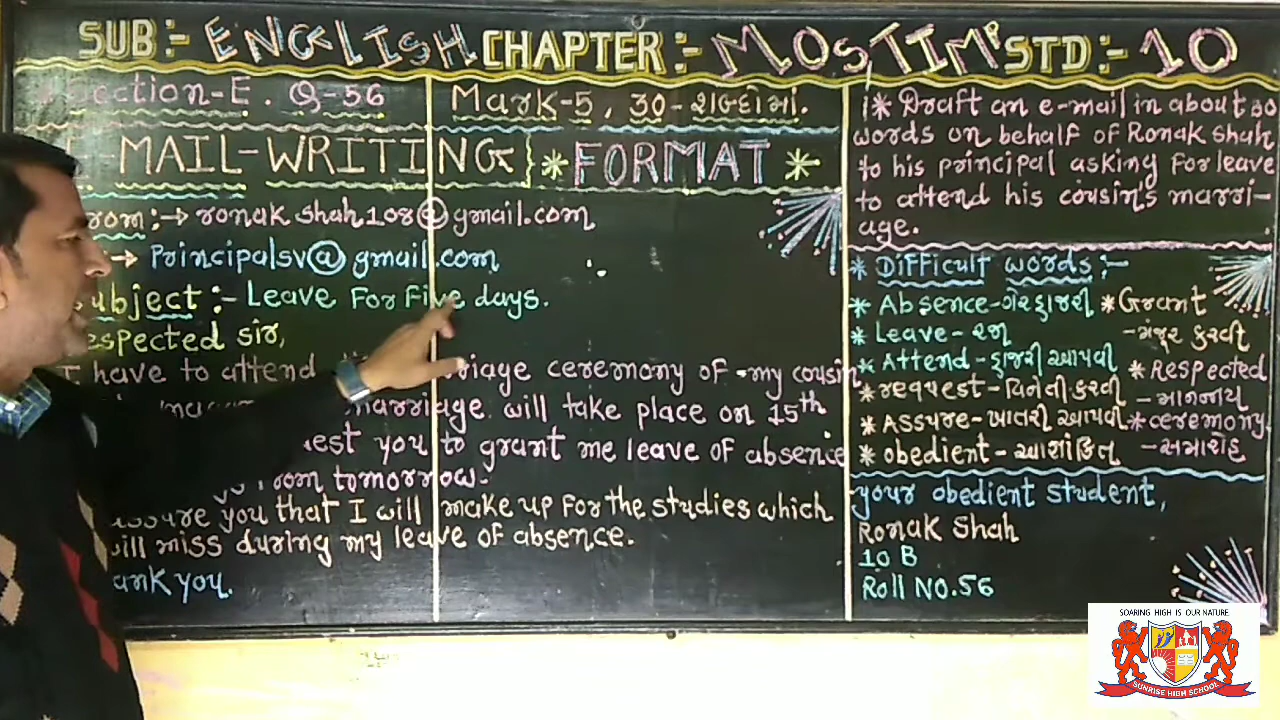 SUB:- ENGLISH CHAPTER:- MOSTIMP STD:- 10
Section-E. Q-56
Mark-5, 30-શબ્દોમાં.
E-MAIL-WRITING} * FORMAT *
rom:→ ronak shah108@gmail.com
→ Principalsv@gmail.com
Subject:- Leave For Five days.
espected sir,
I have to attend riage ceremony of my cousin
marriage will take place on 15th
est you to grant me leave of absence
rom tomorrow.
assure you that I will make up for the studies which
will miss during my leave of absence.
ank you.
1* Draft an e-mail in about 30
words on behalf of Ronak Shah
to his principal asking for leave
to attend his cousin's marri-
age.
* Difficult words:-
* Absence-ગેરહાજરી * Grant
* Leave-રજા -મંજૂર કરવી
* Attend-હાજરી આપવી * Respected
* request-વિનંતી કરવી -માનનીય
* Assure-ખાતરી આપવી * ceremony
* obedient-આજ્ઞાંકિત -સમારોહ
your obedient student,
Ronak Shah
10 B
Roll No.56
SOARING HIGH IS OUR NATURE
SUNRISE HIGH SCHOOL